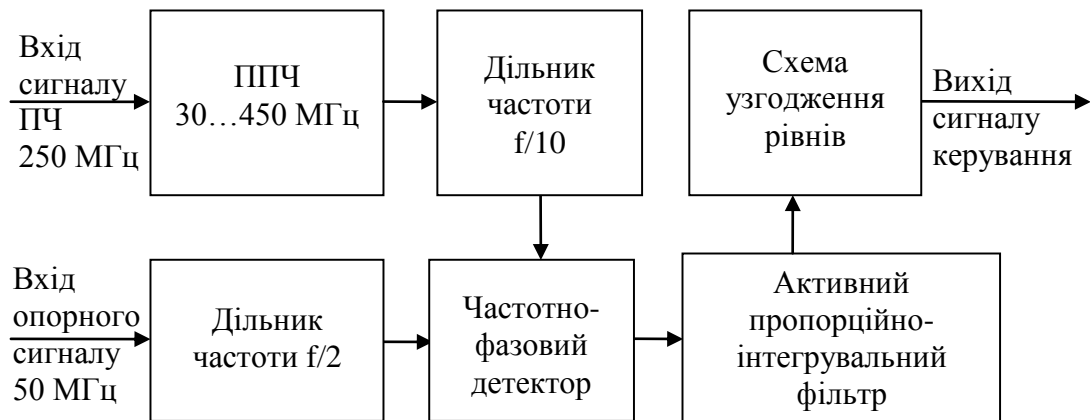 Вхід
сигналу
ПЧ
250 МГц
ППЧ
30…450 МГц
Дільник
частоти
f/10
Схема
узгодження
рівнів
Вихід
сигналу
керування
Вхід
опорного
сигналу
50 МГц
Дільник
частоти f/2
Частотно-
фазовий
детектор
Активний
пропорційно-
інтегрувальний
фільтр